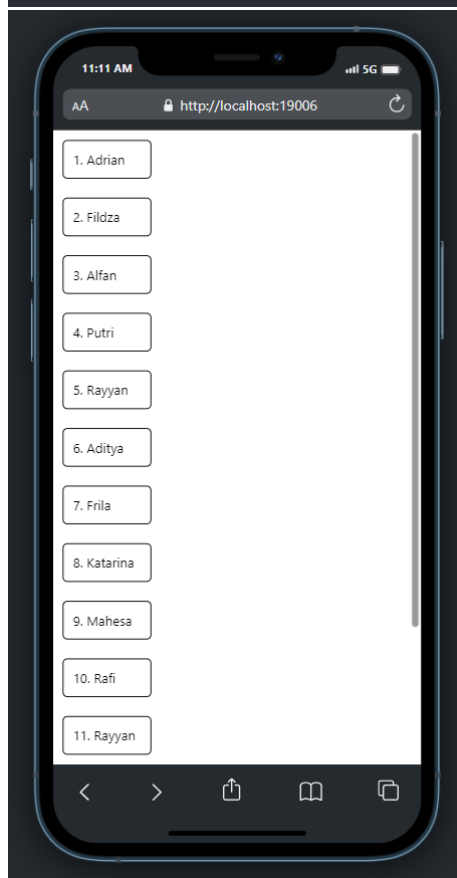 11:11 AM
5G
AA
http://localhost:19006
1. Adrian
2. Fildza
3. Alfan
4. Putri
5. Rayyan
6. Aditya
7. Frila
8. Katarina
9. Mahesa
10. Rafi
11. Rayyan